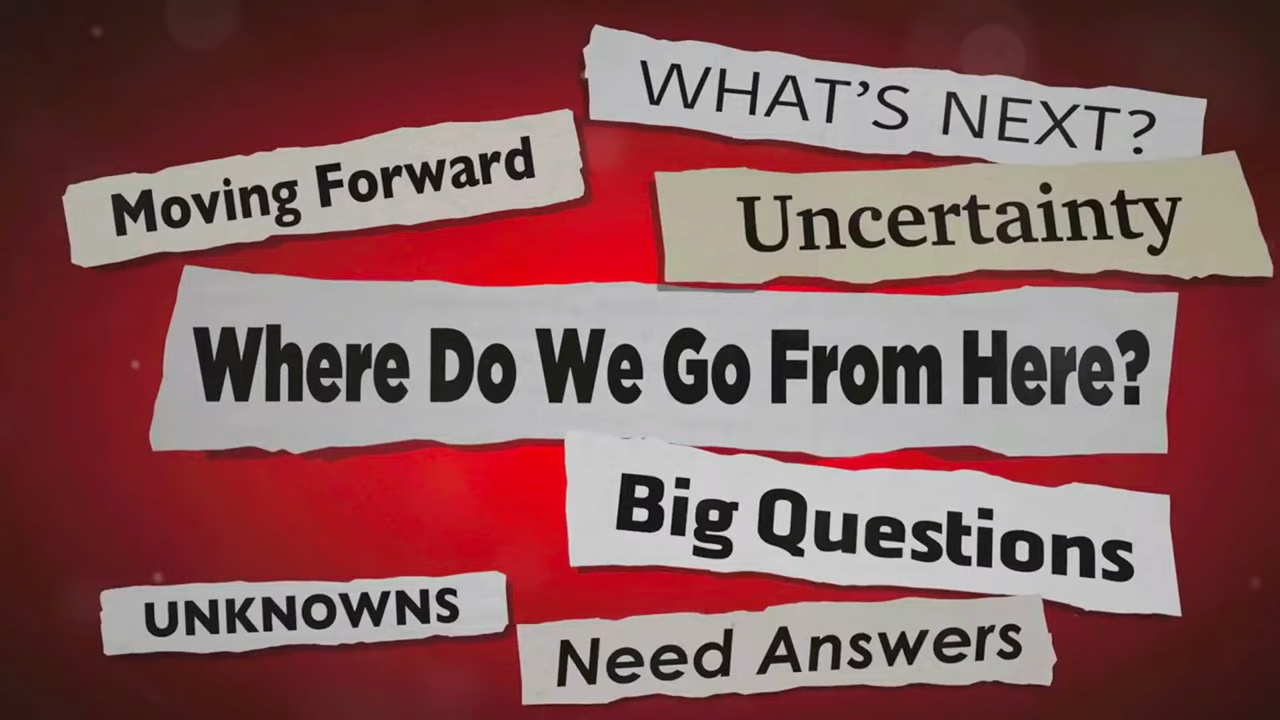 WHAT'S NEXT?
Moving Forward
Uncertainty
Where Do We Go From Here?
Big Questions
UNKNOWNS
Need Answers